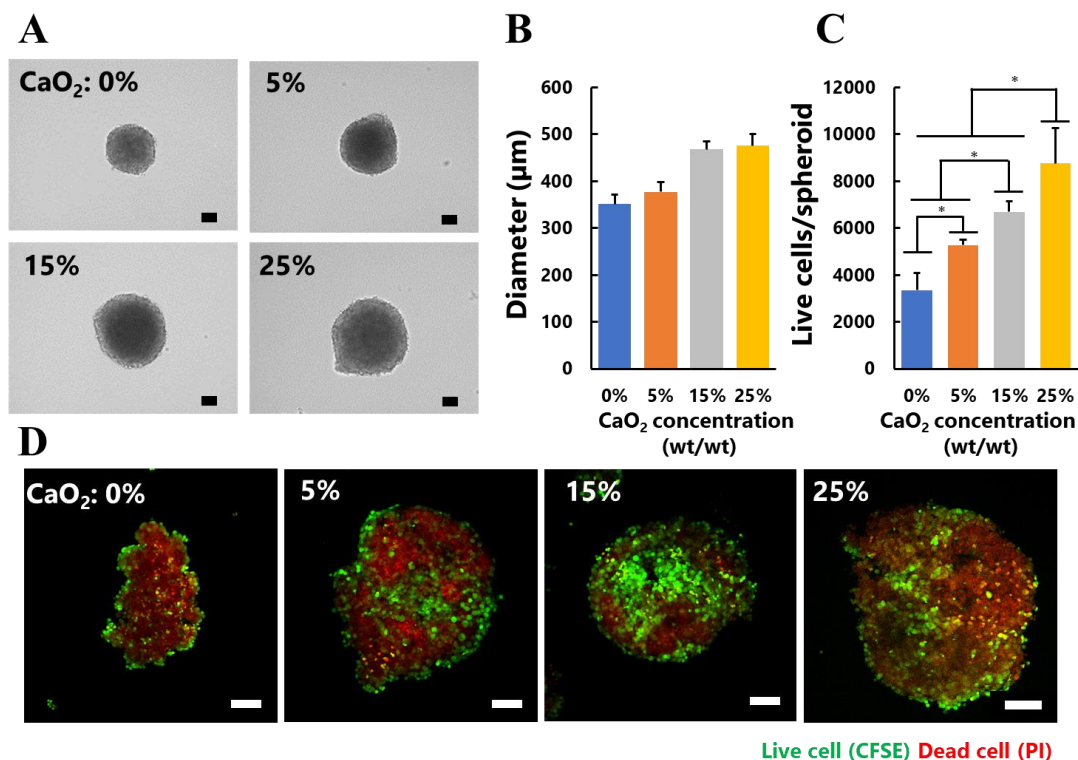 A
CaO₂: 0%
5%
15%
25%
B
Diameter (μm)
600
500
400
300
200
100
0
0% 5% 15% 25%
CaO₂ concentration
(wt/wt)
C
Live cells/spheroid
12000
10000
8000
6000
4000
2000
0
*
*
*
0% 5% 15% 25%
CaO₂ concentration
(wt/wt)
D
CaO₂: 0%
5%
15%
25%
Live cell (CFSE) Dead cell (PI)